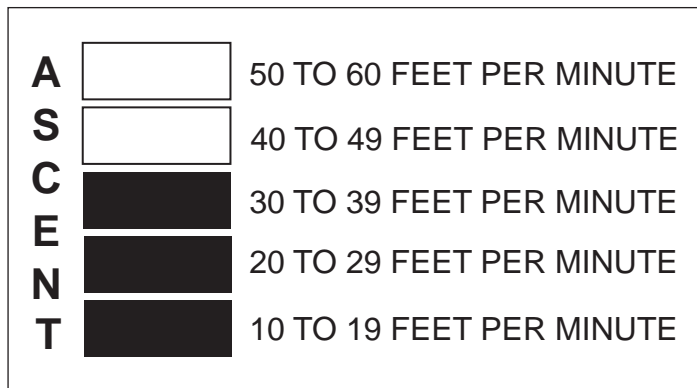 ASCENT
50 TO 60 FEET PER MINUTE
40 TO 49 FEET PER MINUTE
30 TO 39 FEET PER MINUTE
20 TO 29 FEET PER MINUTE
10 TO 19 FEET PER MINUTE